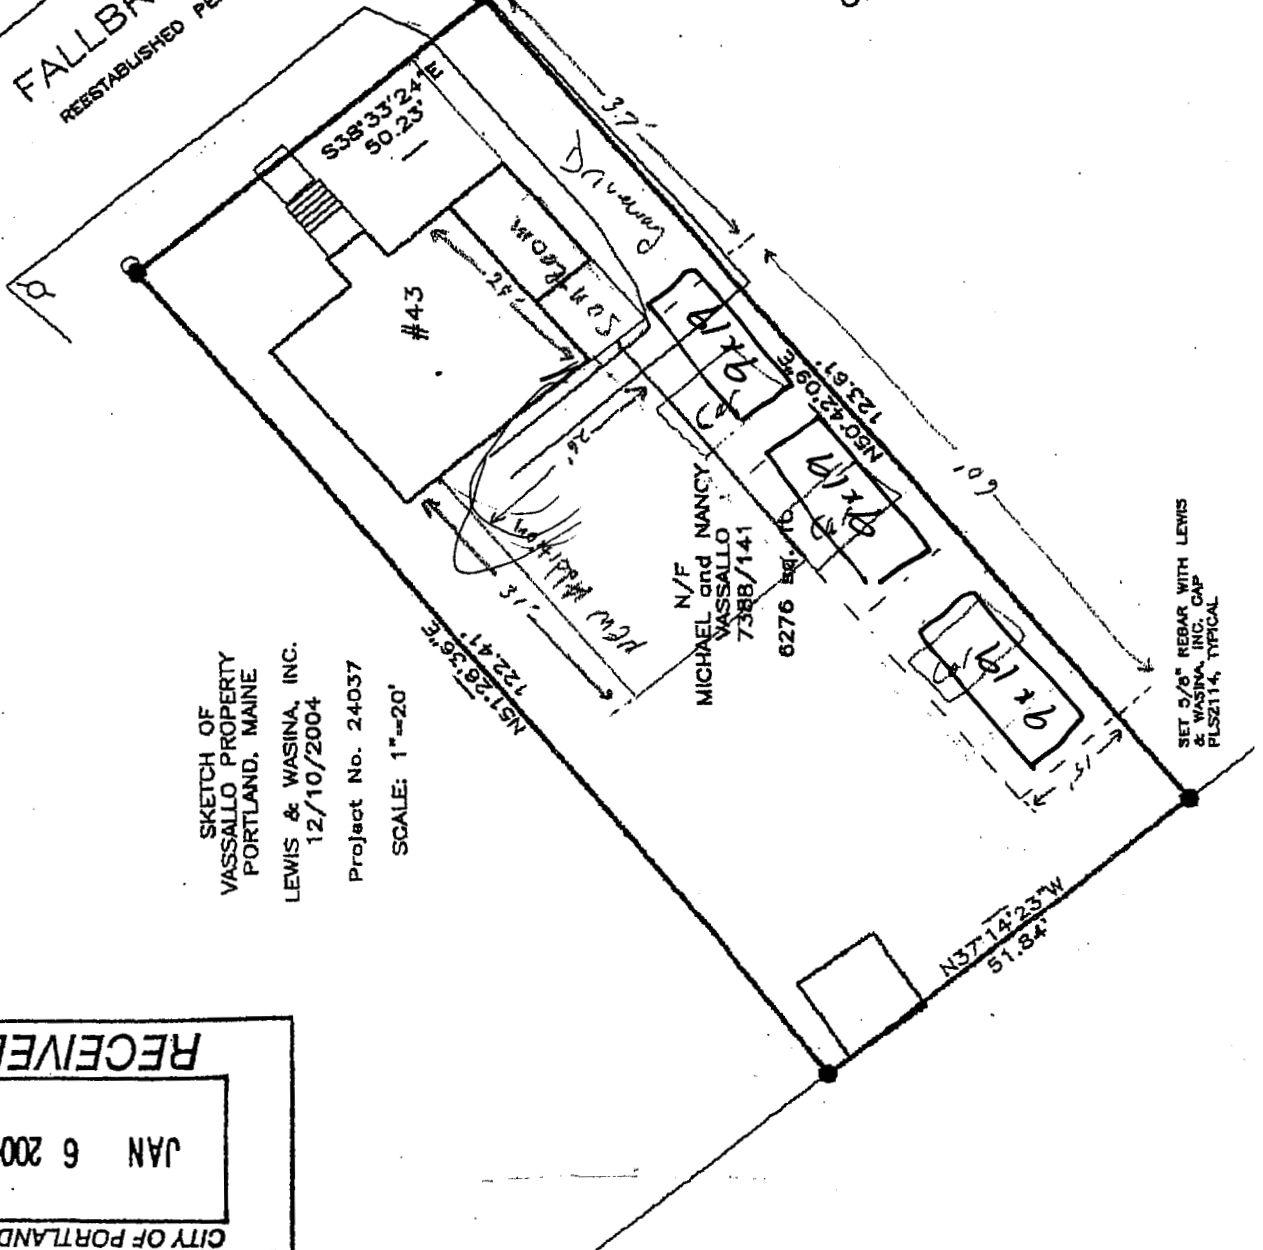 FALLBR
REESTABLISHED PE
S38°33'24"E
50.23'
37'
Driveway
Sun Room
#43
26'
9x19
9x19
9x19
N50°42'09"E
123.61'
60'
New Addition
31'
N/F
MICHAEL and NANCY
VASSALLO
7388/141
6276 sq. ft.
N51°26'36"E
122.41'
SKETCH OF
VASSALLO PROPERTY
PORTLAND, MAINE
LEWIS & WASINA, INC.
12/10/2004
Project No. 24037
SCALE: 1"=20'
15'
SET 5/8" REBAR WITH LEWIS
& WASINA, INC. CAP
PLS2114, TYPICAL
N37°14'23"W
51.84'
RECEIVE
JAN 6 200
CITY OF PORTLAND